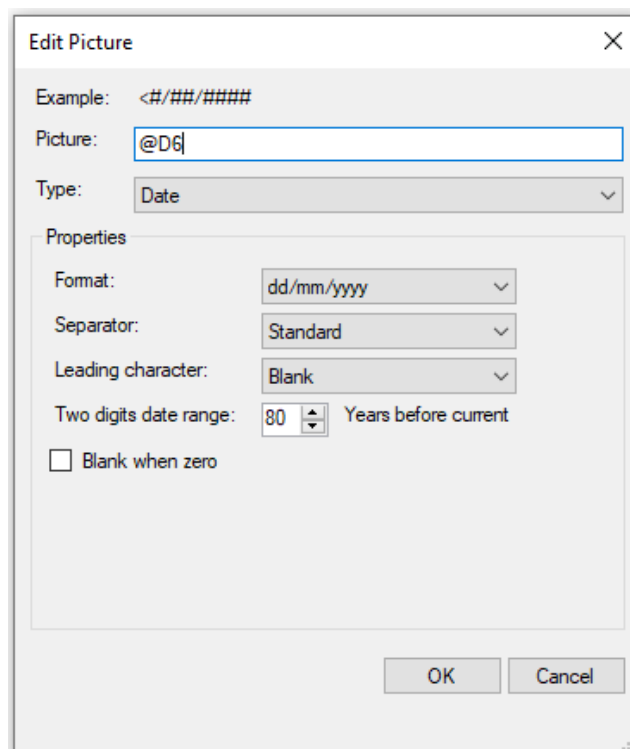 Edit Picture
Example: <#/##/####
Picture: @D6
Type: Date
Properties
Format: dd/mm/yyyy
Separator: Standard
Leading character: Blank
Two digits date range: 80 Years before current
Blank when zero
OK Cancel